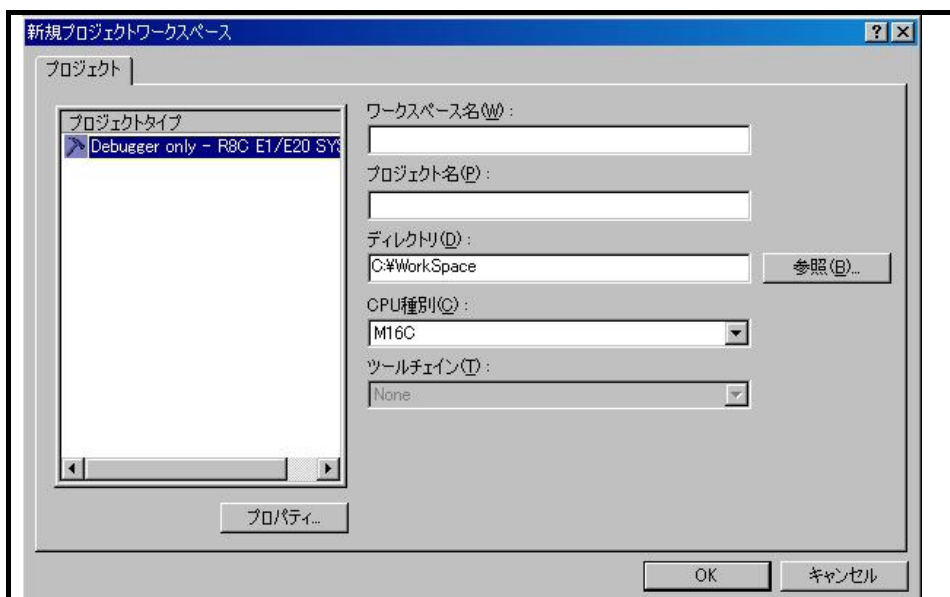 新規プロジェクトワークスペース
プロジェクト
プロジェクトタイプ
Debugger only - R8C E1/E20 SYS
ワークスペース名(W):
プロジェクト名(P):
ディレクトリ(D):
C:¥WorkSpace
参照(B)...
CPU種別(C):
M16C
ツールチェイン(T):
None
プロパティ...
OK
キャンセル